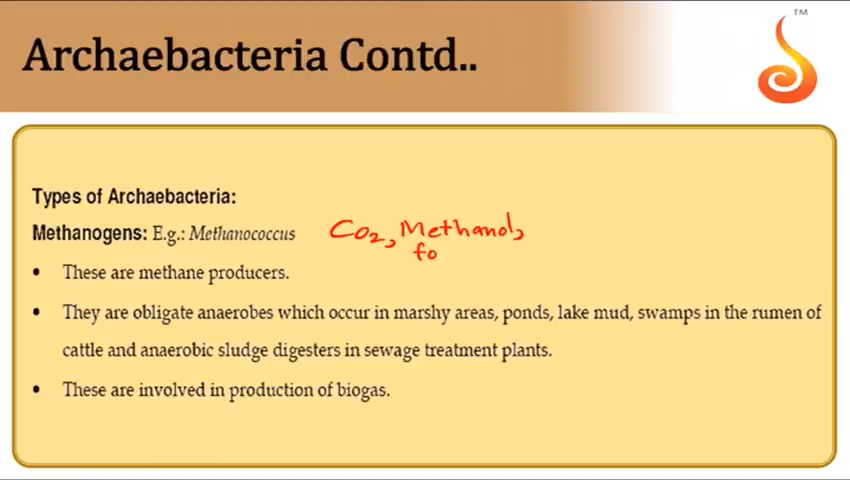 ™
Archaebacteria Contd..
Types of Archaebacteria:
Methanogens: E.g.: Methanococcus CO2, Methanol,
fo
• These are methane producers.
• They are obligate anaerobes which occur in marshy areas, ponds, lake mud, swamps in the rumen of
cattle and anaerobic sludge digesters in sewage treatment plants.
• These are involved in production of biogas.